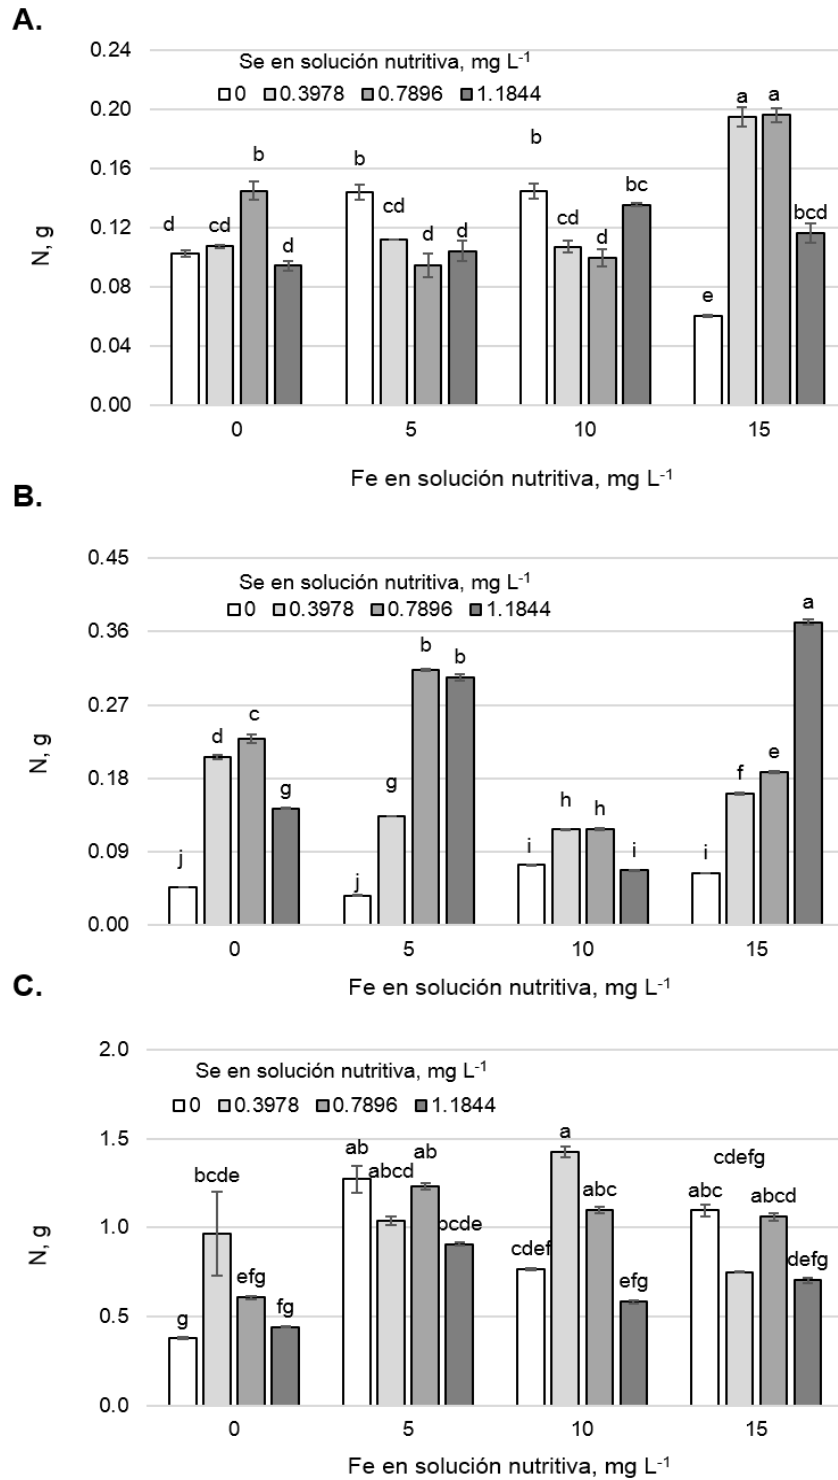 A.
0.24
Se en solución nutritiva, mg L-1
0 0.3978 0.7896 1.1844
a a
0.20
b b b
0.16
bc
d cd cd cd bcd
d d d d
0.12
N, g
e
0.08
0.04
0.00
0 5 10 15
Fe en solución nutritiva, mg L-1
B.
0.45
Se en solución nutritiva, mg L-1
0 0.3978 0.7896 1.1844
a
0.36
b b
d c
0.27
N, g
g g f e
0.18
h h
j j i i i
0.09
0.00
0 5 10 15
Fe en solución nutritiva, mg L-1
C.
2.0
Se en solución nutritiva, mg L-1
0 0.3978 0.7896 1.1844
1.5
ab ab a cdefg
bcde abcd abc abc abcd
N, g
1.0
bcde
cdef defg
efg efg
g fg
0.5
0.0
0 5 10 15
Fe en solución nutritiva, mg L-1